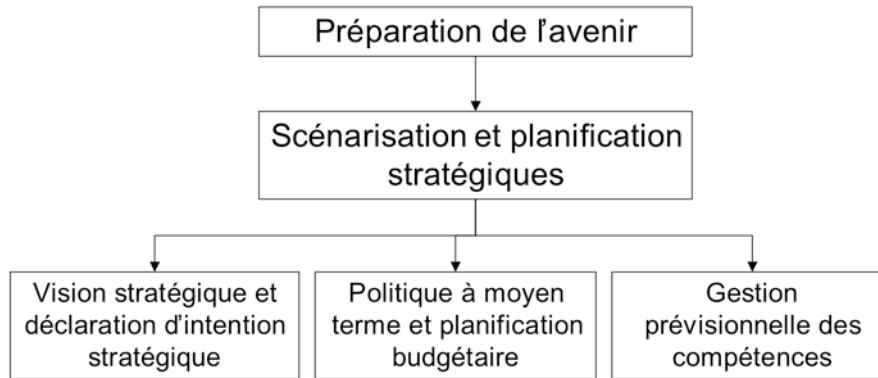 Préparation de l'avenir
Scénarisation et planification
stratégiques
Vision stratégique et
déclaration d'intention
stratégique
Politique à moyen
terme et planification
budgétaire
Gestion
prévisionnelle des
compétences